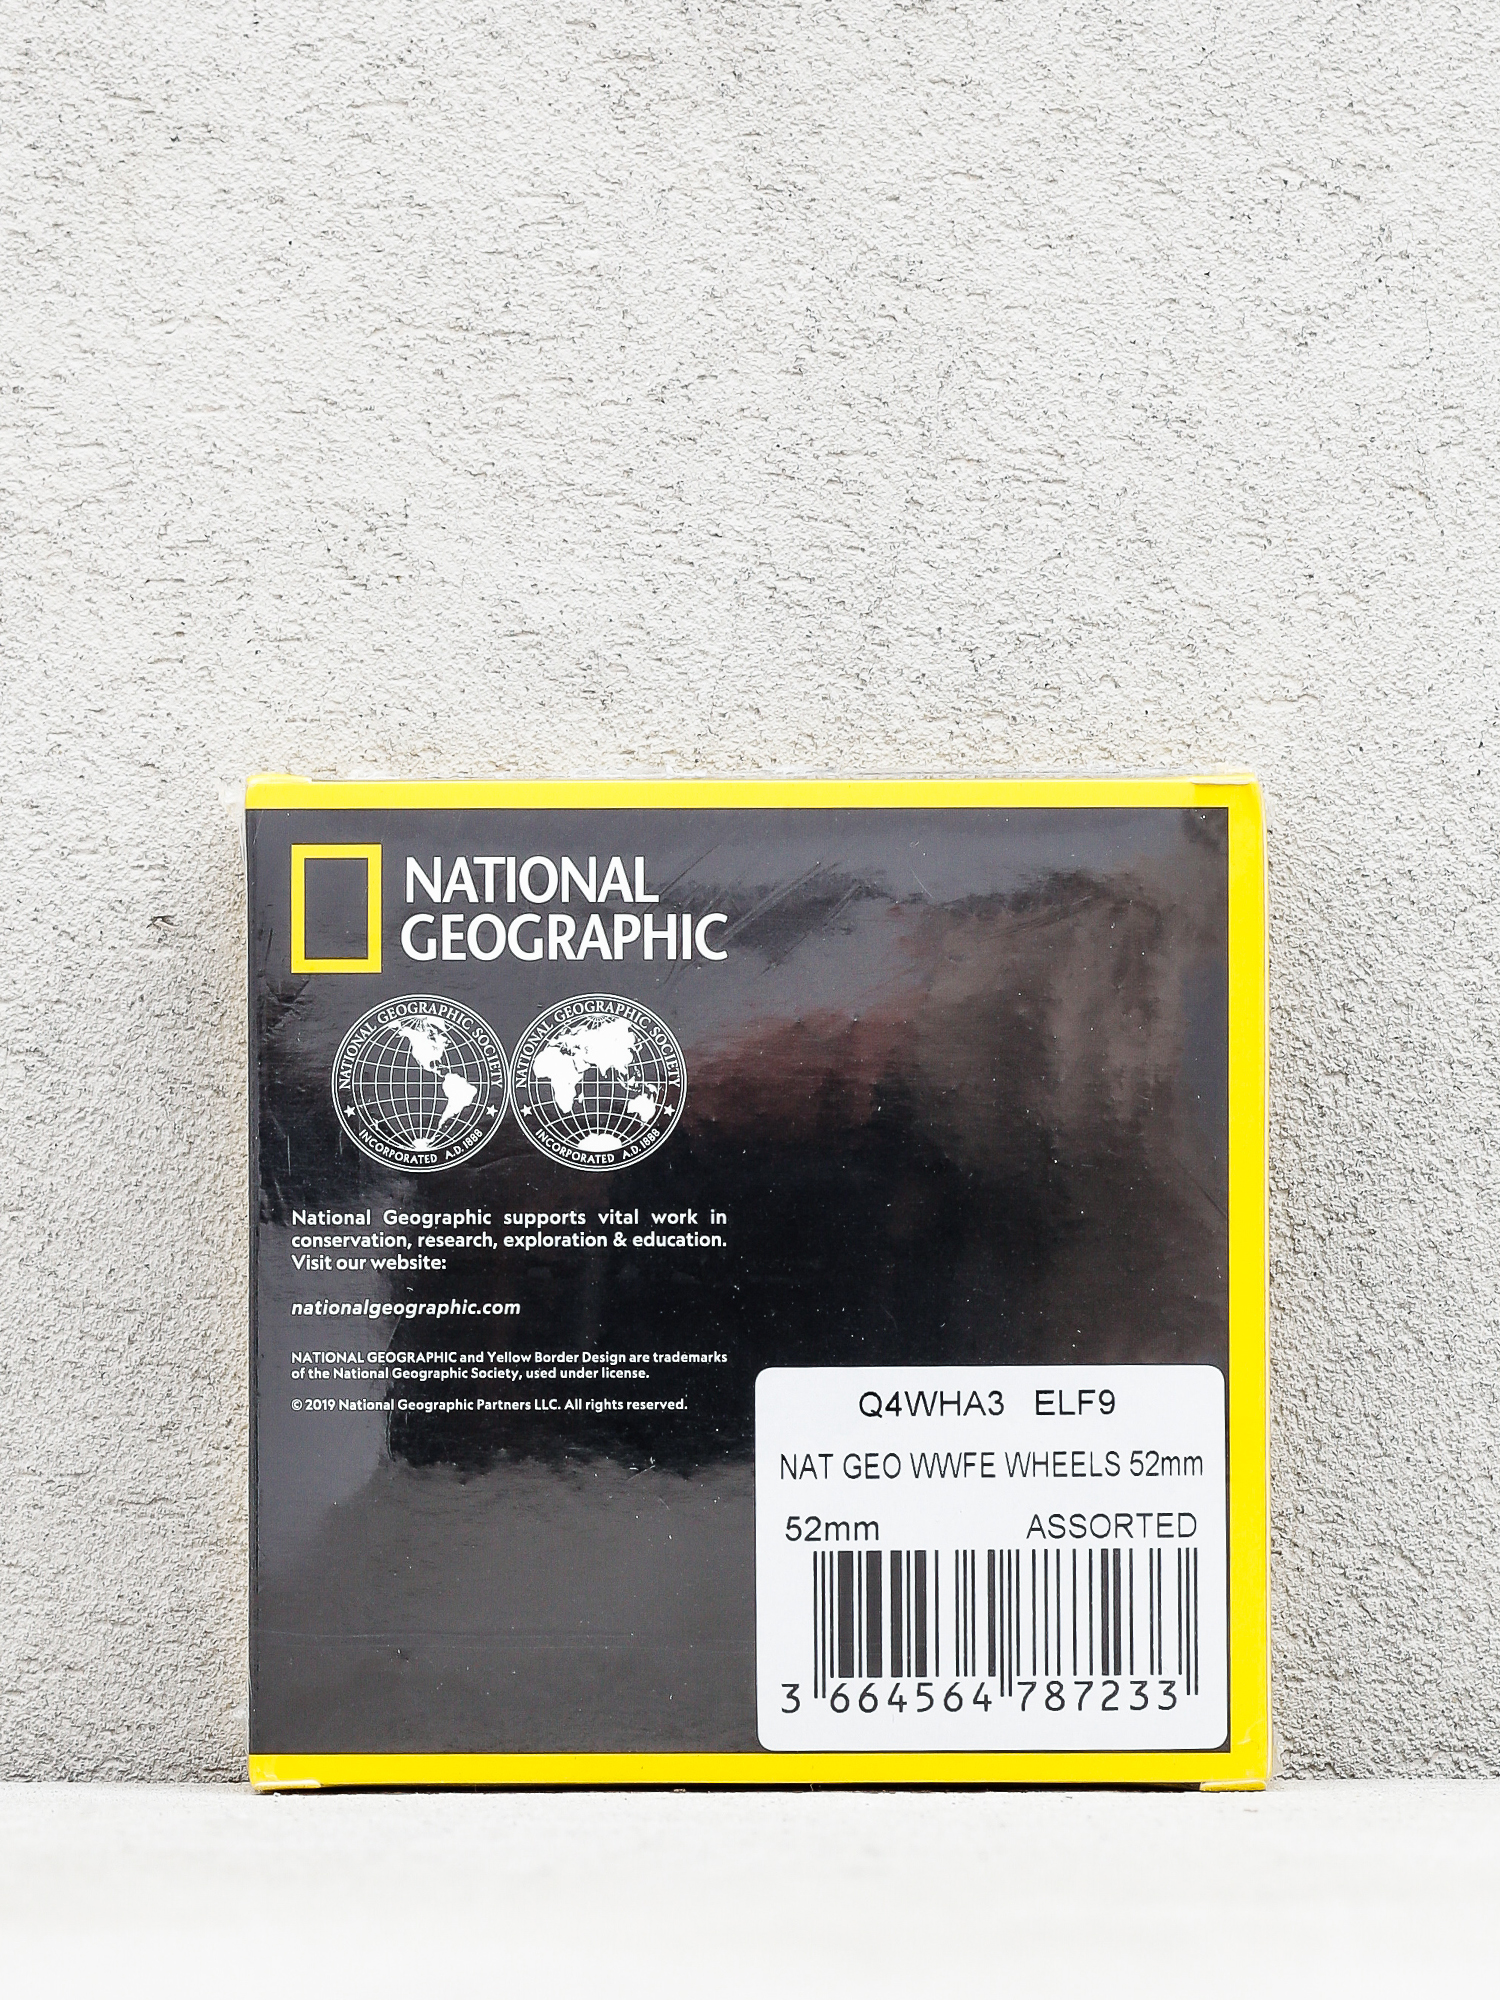 NATIONAL
GEOGRAPHIC
NATIONAL GEOGRAPHIC SOCIETY
INCORPORATED A.D. 1888
NATIONAL GEOGRAPHIC SOCIETY
INCORPORATED A.D. 1888
National Geographic supports vital work in
conservation, research, exploration & education.
Visit our website:
nationalgeographic.com
NATIONAL GEOGRAPHIC and Yellow Border Design are trademarks
of the National Geographic Society, used under license.
© 2019 National Geographic Partners LLC. All rights reserved.
Q4WHA3 ELF9
NAT GEO WWFE WHEELS 52mm
52mm ASSORTED
3 664564 787233